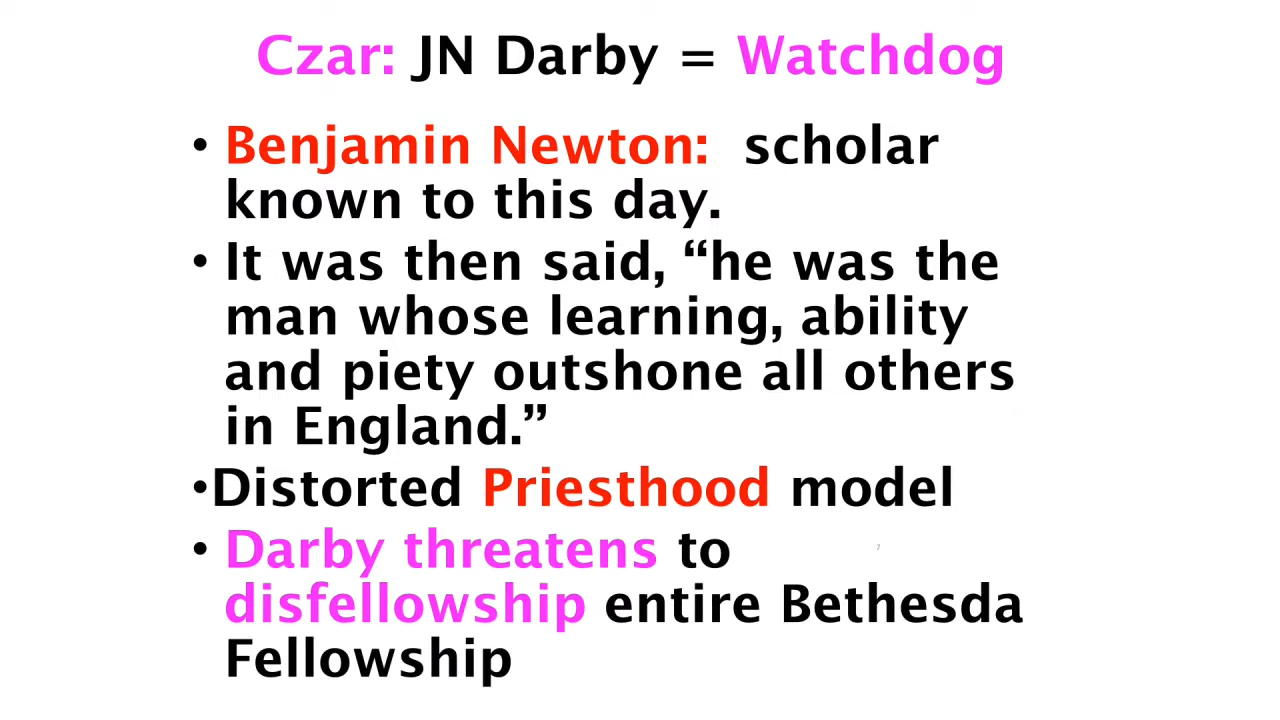 Czar: JN Darby = Watchdog
• Benjamin Newton: scholar
known to this day.
• It was then said, “he was the
man whose learning, ability
and piety outshone all others
in England.”
•Distorted Priesthood model
• Darby threatens to
disfellowship entire Bethesda
Fellowship
7